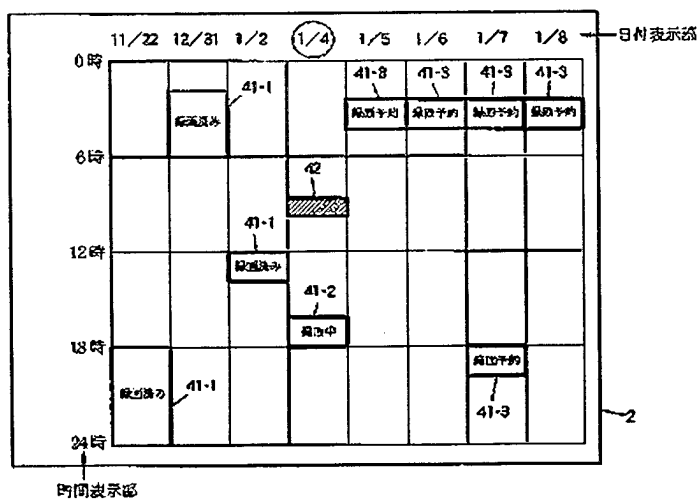 11/22 12/31 1/2 1/4 1/5 1/6 1/7 1/8 日付表示部
0時
41-3 41-3 41-3 41-3
41-1
録画済み 録画予約 録画予約 録画予約 録画予約
6時
42
41-1
12時
録画済み
41-2
録画中
18時
録画予約
録画済み 41-1
41-3
2
24時
時間表示部